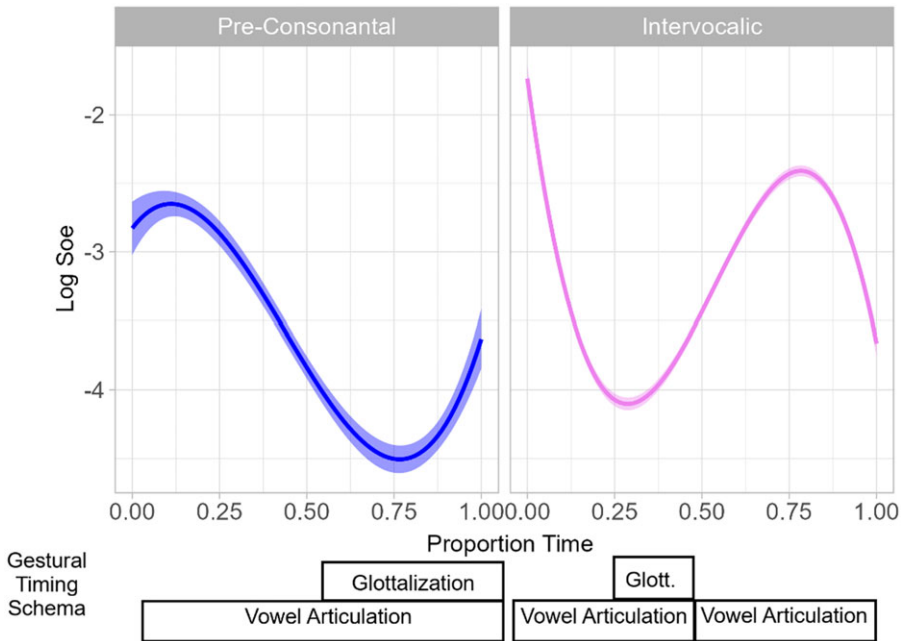 Pre-Consonantal
Intervocalic
Log Soe
-2
-3
-4
0.00 0.25 0.50 0.75 1.00
0.00 0.25 0.50 0.75 1.00
Proportion Time
Gestural
Timing
Schema
Glottalization
Glott.
Vowel Articulation
Vowel Articulation
Vowel Articulation